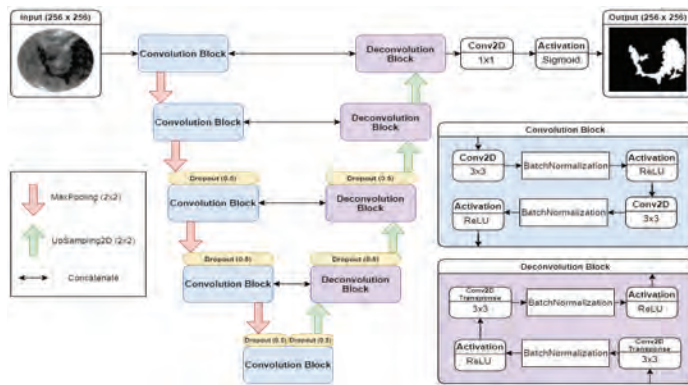 Input (256 x 256)
Convolution Block
Deconvolution
Block
Conv2D
1x1
Activation
Sigmoid
Output (256 x 256)
Convolution Block
Deconvolution
Block
Dropout (0.5)
Convolution Block
Dropout (0.5)
Deconvolution
Block
Dropout (0.5)
Convolution Block
Dropout (0.5)
Deconvolution
Block
Dropout (0.5)
Dropout (0.5)
Convolution Block
MaxPooling (2x2)
UpSampling2D (2x2)
Concatenate
Convolution Block
Conv2D
3x3
BatchNormalization
Activation
ReLU
Activation
ReLU
BatchNormalization
Conv2D
3x3
Deconvolution Block
Conv2D Transpose
3x3
BatchNormalization
Activation
ReLU
Activation
ReLU
BatchNormalization
Conv2D Transpose
3x3